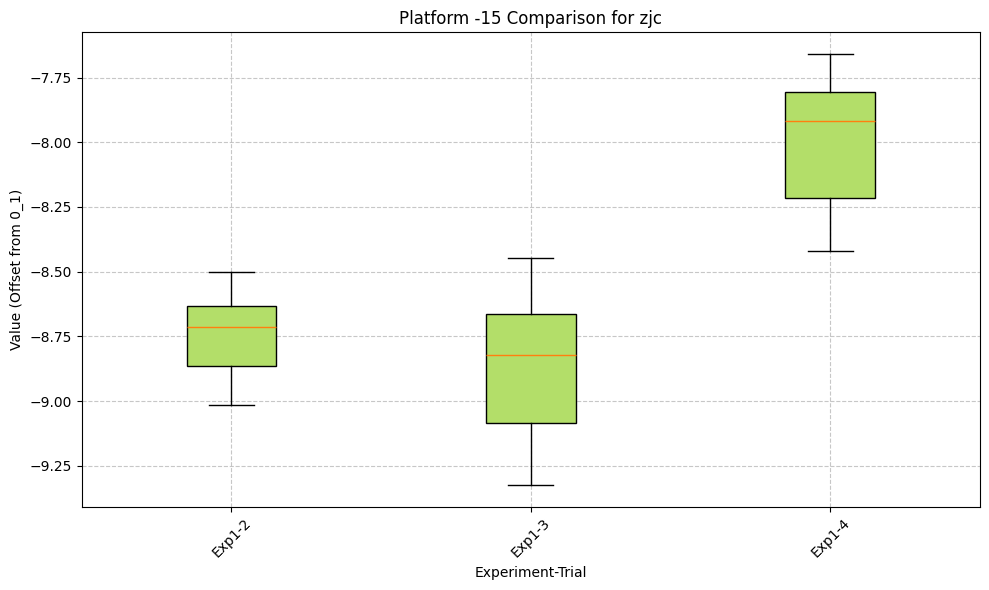 Platform -15 Comparison for zjc
Value (Offset from 0_1)
−7.75
−8.00
−8.25
−8.50
−8.75
−9.00
−9.25
Exp1-2
Exp1-3
Exp1-4
Experiment-Trial